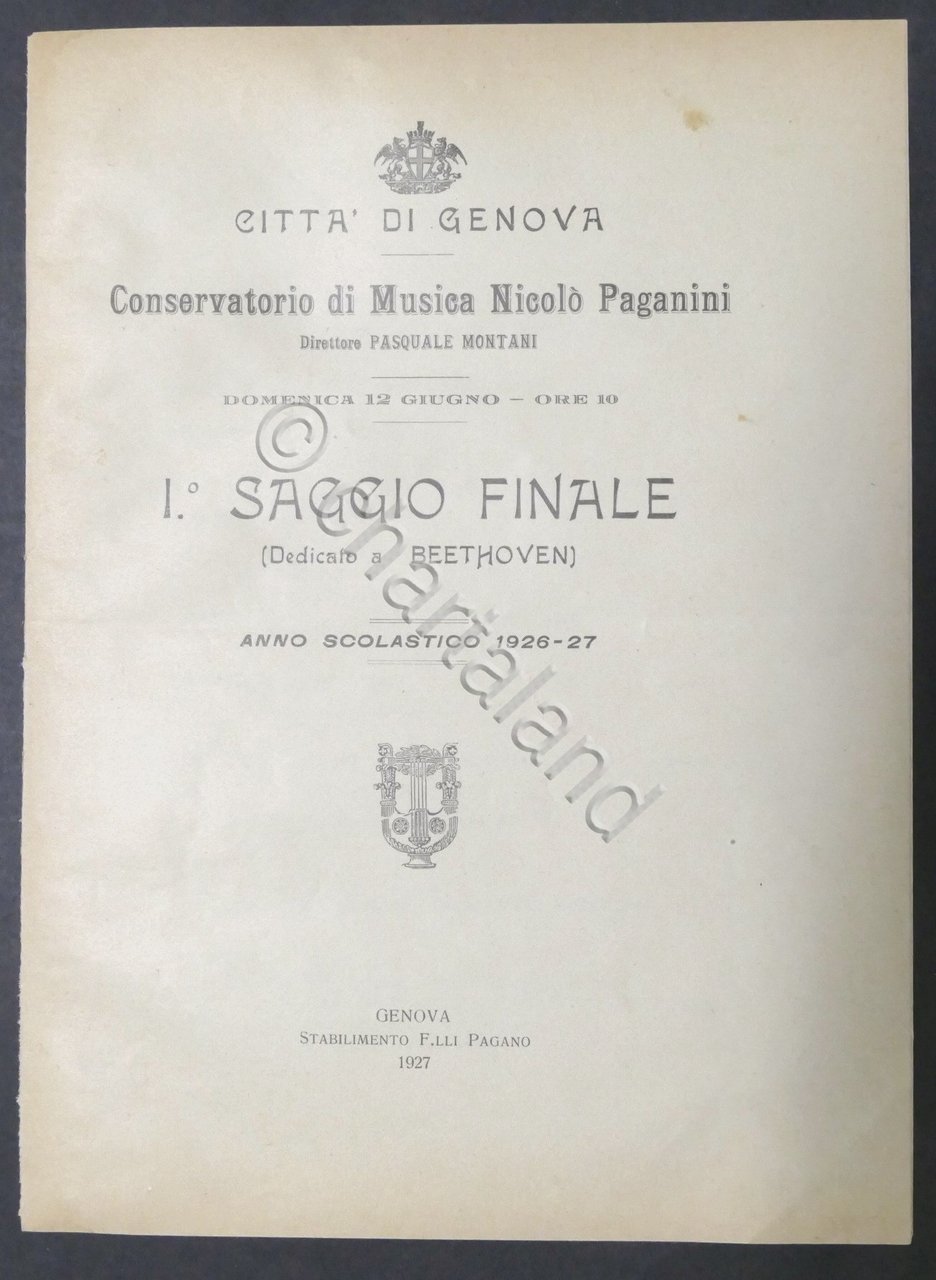 CITTA' DI GENOVA
Conservatorio di Musica Nicolò Paganini
Direttore PASQUALE MONTANI
DOMENICA 12 GIUGNO - ORE 10
I.° SAGGIO FINALE
(Dedicato a BEETHOVEN)
ANNO SCOLASTICO 1926-27
© Chartaland
GENOVA
STABILIMENTO F.LLI PAGANO
1927